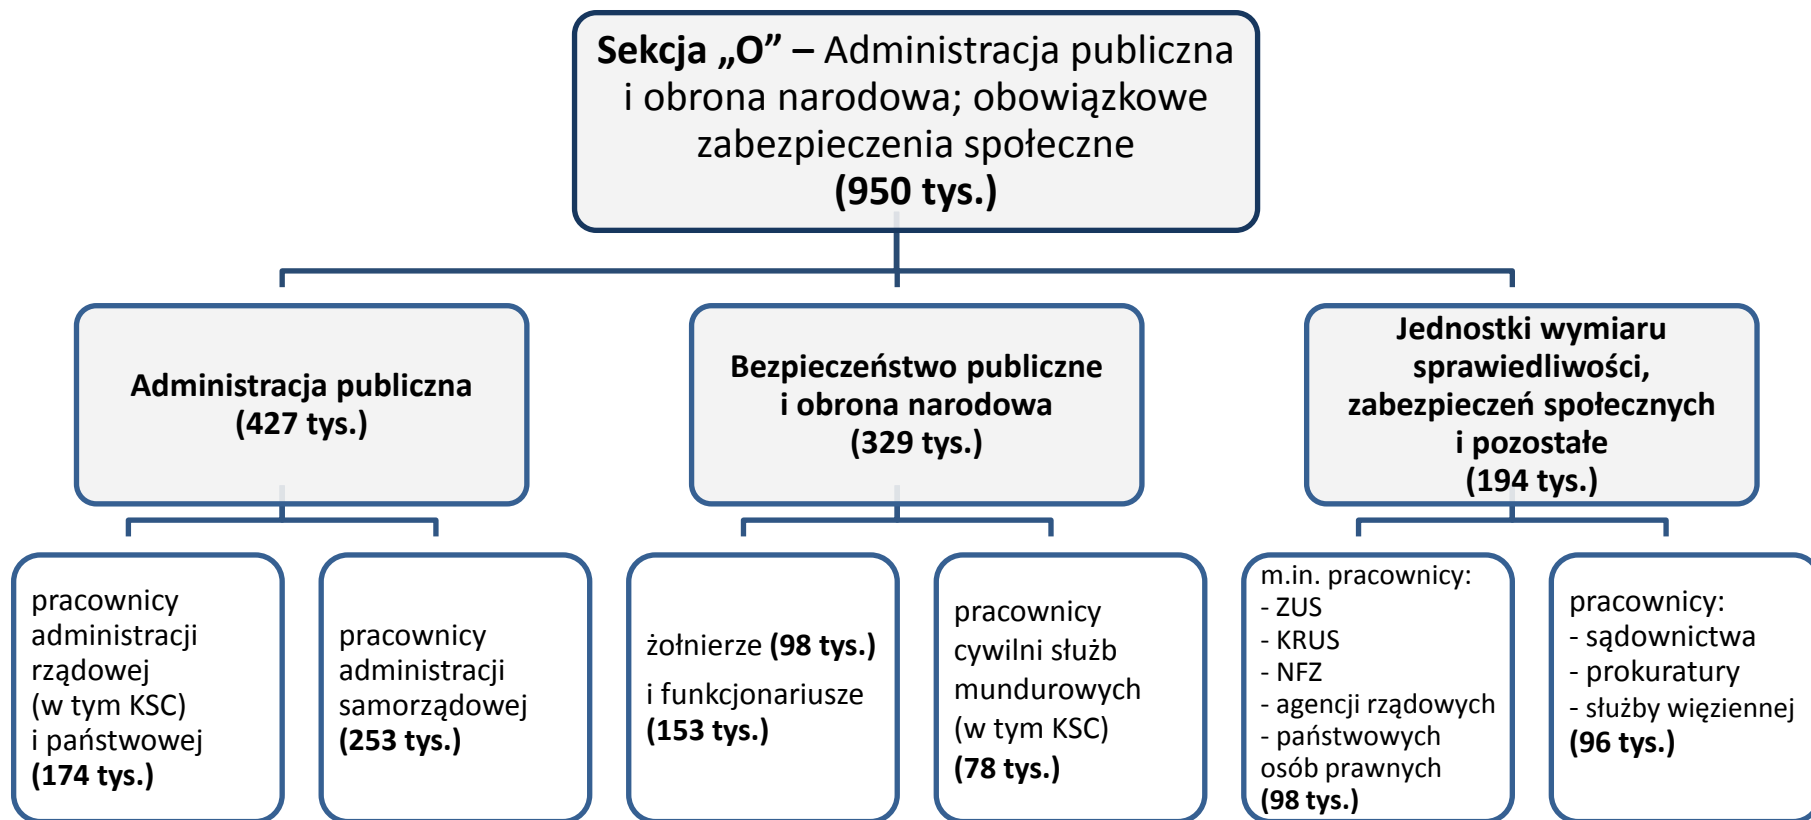 Sekcja „O” – Administracja publiczna
i obrona narodowa; obowiązkowe
zabezpieczenia społeczne
(950 tys.)
Administracja publiczna
(427 tys.)
Bezpieczeństwo publiczne
i obrona narodowa
(329 tys.)
Jednostki wymiaru
sprawiedliwości,
zabezpieczeń społecznych
i pozostałe
(194 tys.)
pracownicy
administracji
rządowej
(w tym KSC)
i państwowej
(174 tys.)
pracownicy
administracji
samorządowej
(253 tys.)
żołnierze (98 tys.)
i funkcjonariusze
(153 tys.)
pracownicy
cywilni służb
mundurowych
(w tym KSC)
(78 tys.)
m.in. pracownicy:
- ZUS
- KRUS
- NFZ
- agencji rządowych
- państwowych
osób prawnych
(98 tys.)
pracownicy:
- sądownictwa
- prokuratury
- służby więziennej
(96 tys.)